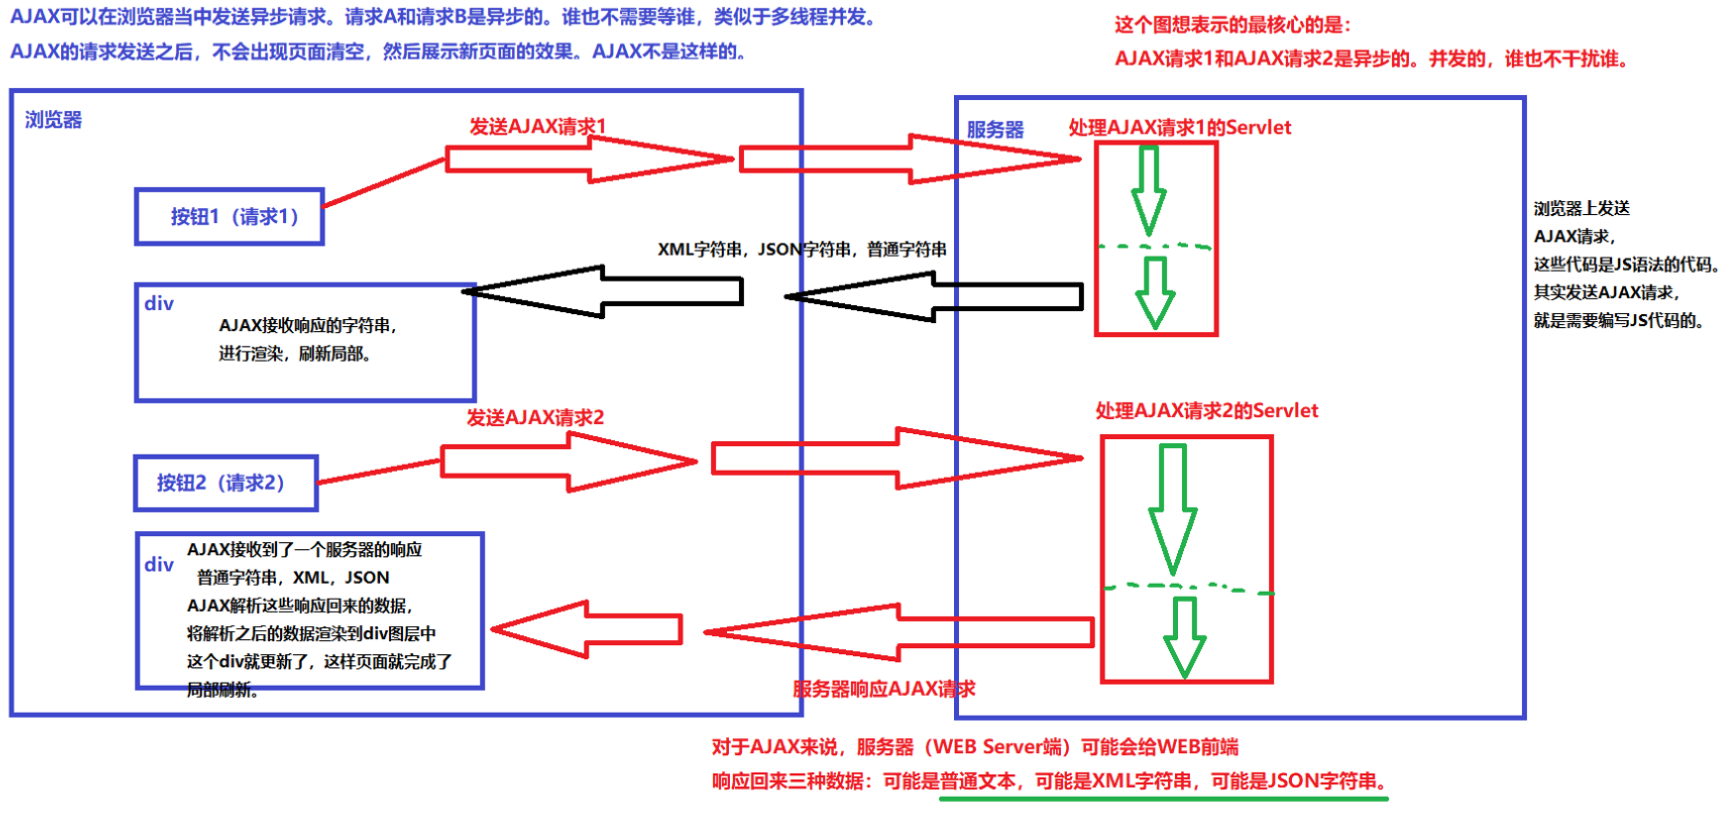 AJAX可以在浏览器当中发送异步请求。请求A和请求B是异步的。谁也不需要等谁，类似于多线程并发。
AJAX的请求发送之后，不会出现页面清空，然后展示新页面的效果。AJAX不是这样的。
这个图想表示的最核心的是：
AJAX请求1和AJAX请求2是异步的。并发的，谁也不干扰谁。
浏览器
发送AJAX请求1
服务器
处理AJAX请求1的Servlet
按钮1（请求1）
浏览器上发送
AJAX请求，
这些代码是JS语法的代码。
其实发送AJAX请求，
就是需要编写JS代码的。
XML字符串，JSON字符串，普通字符串
div
AJAX接收响应的字符串，
进行渲染，刷新局部。
发送AJAX请求2
处理AJAX请求2的Servlet
按钮2（请求2）
div
AJAX接收到了一个服务器的响应
普通字符串，XML，JSON
AJAX解析这些响应回来的数据，
将解析之后的数据渲染到div图层中
这个div就更新了，这样页面就完成了
局部刷新。
服务器响应AJAX请求
对于AJAX来说，服务器（WEB Server端）可能会给WEB前端
响应回来三种数据：可能是普通文本，可能是XML字符串，可能是JSON字符串。